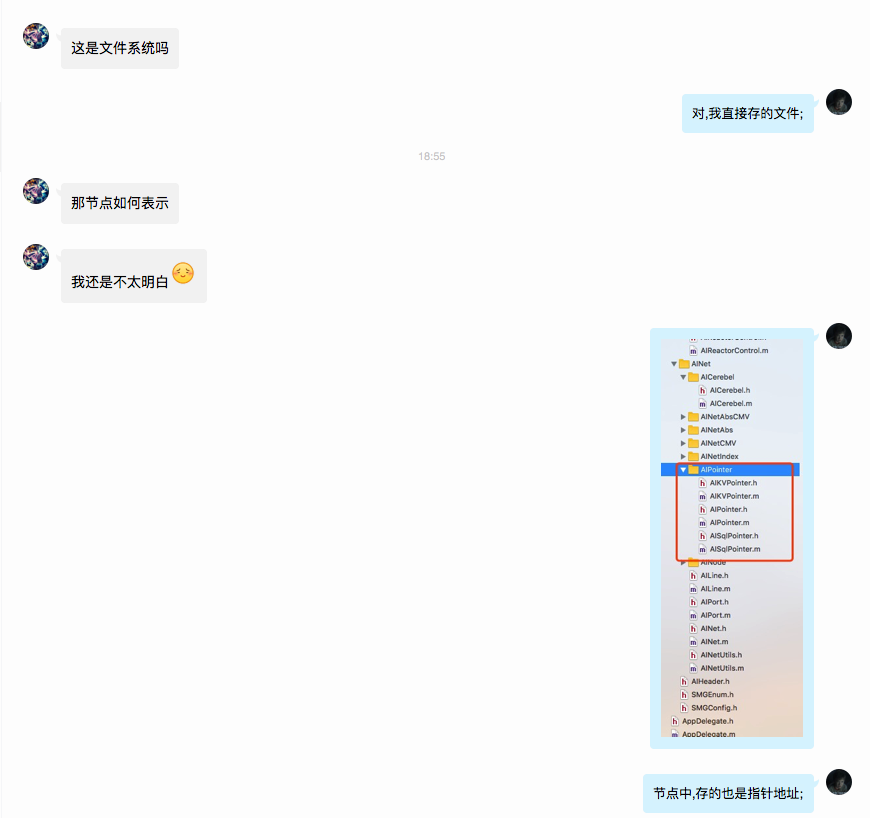 这是文件系统吗
对,我直接存的文件;
18:55
那节点如何表示
我还是不太明白
AIReactorControl.m
AINet
AICerebel
AICerebel.h
AICerebel.m
AINetAbsCMV
AINetAbs
AINetCMV
AINetIndex
AIPointer
AIKVPointer.h
AIKVPointer.m
AIPointer.h
AIPointer.m
AISqlPointer.h
AISqlPointer.m
AINode
AILine.h
AILine.m
AIPort.h
AIPort.m
AINet.h
AINet.m
AINetUtils.h
AINetUtils.m
AIHeader.h
SMGEnum.h
SMGConfig.h
AppDelegate.h
AppDelegate.m
节点中,存的也是指针地址;